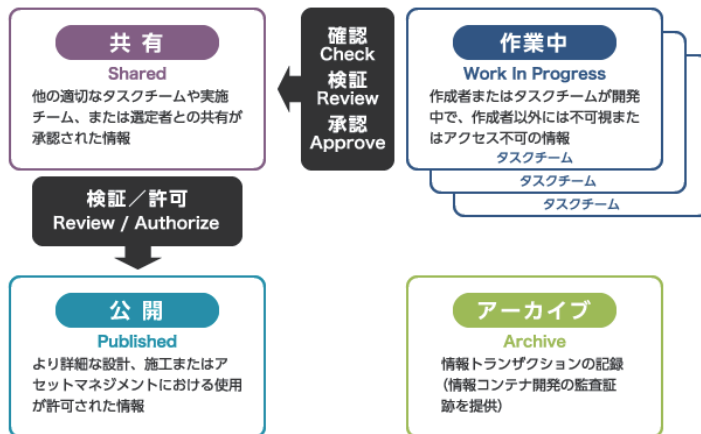 共有
Shared
他の適切なタスクチームや実施
チーム、または選定者との共有が
承認された情報
確認
Check
検証
Review
承認
Approve
作業中
Work In Progress
作成者またはタスクチームが開発
中で、作成者以外には不可視また
はアクセス不可の情報
タスクチーム
タスクチーム
タスクチーム
検証／許可
Review / Authorize
公開
Published
より詳細な設計、施工またはア
セットマネジメントにおける使用
が許可された情報
アーカイブ
Archive
情報トランザクションの記録
（情報コンテナ開発の監査証
跡を提供）